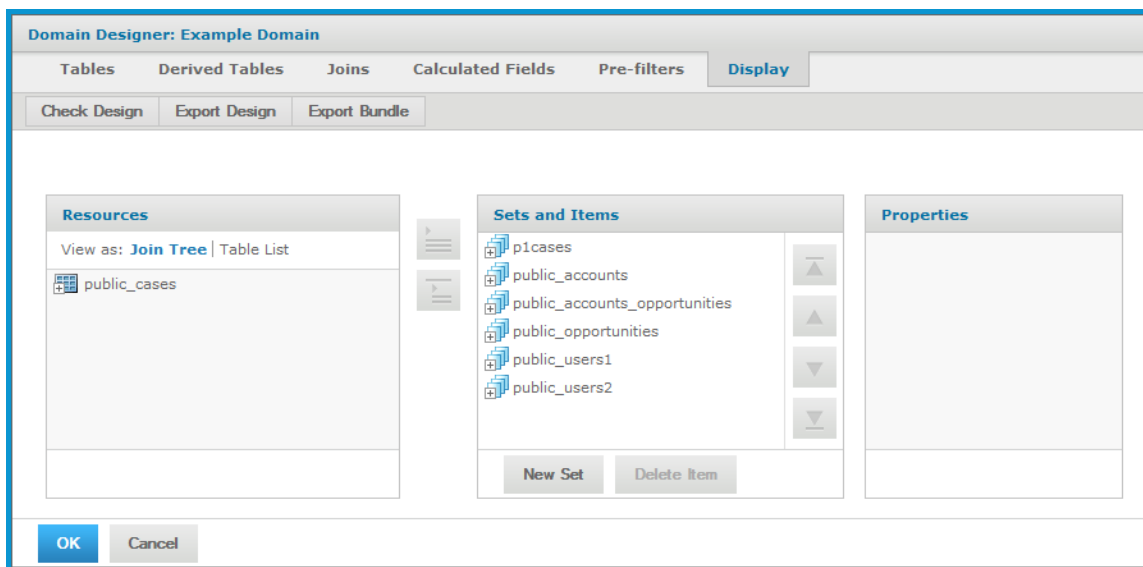 Domain Designer: Example Domain
Tables Derived Tables Joins Calculated Fields Pre-filters Display
Check Design Export Design Export Bundle
Resources
View as: Join Tree | Table List
public_cases
Sets and Items
p1cases
public_accounts
public_accounts_opportunities
public_opportunities
public_users1
public_users2
New Set Delete Item
Properties
OK Cancel